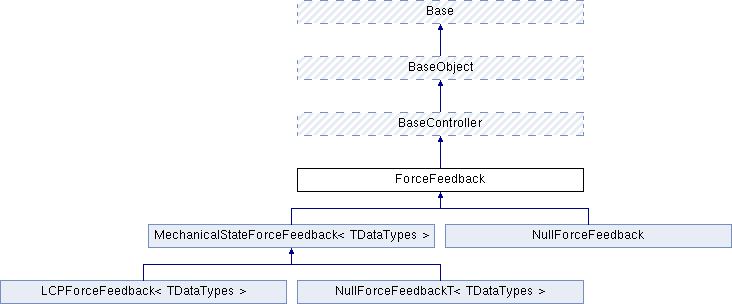 Base
BaseObject
BaseController
ForceFeedback
MechanicalStateForceFeedback< TDataTypes >
NullForceFeedback
LCPForceFeedback< TDataTypes >
NullForceFeedbackT< TDataTypes >